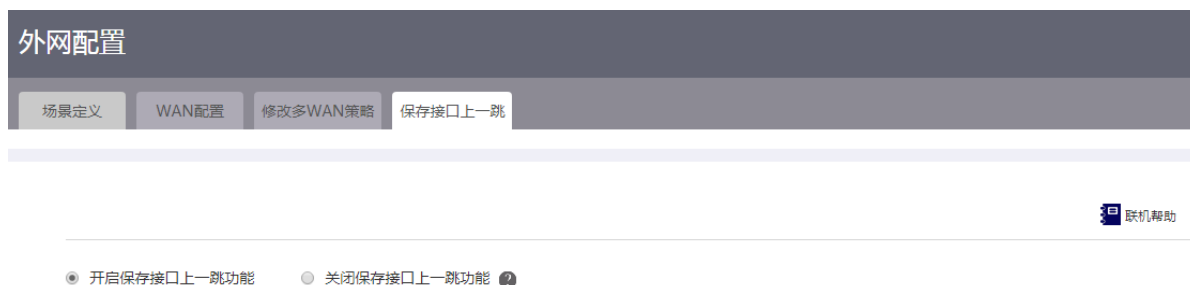 外网配置
场景定义 WAN配置 修改多WAN策略 保存接口上一跳
联机帮助
开启保存接口上一跳功能 关闭保存接口上一跳功能 ?